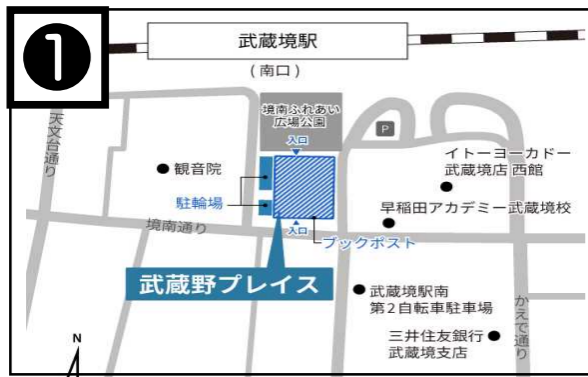 ❶
武蔵境駅
(南口)
境南ふれあい
広場公園
P
入口
天文台通り
観音院
イトーヨーカドー
武蔵境店 西館
駐輪場
早稲田アカデミー武蔵境校
境南通り
入口
ブックポスト
武蔵野プレイス
武蔵境駅南
第2自転車駐車場
かえで通り
三井住友銀行
武蔵境支店
N